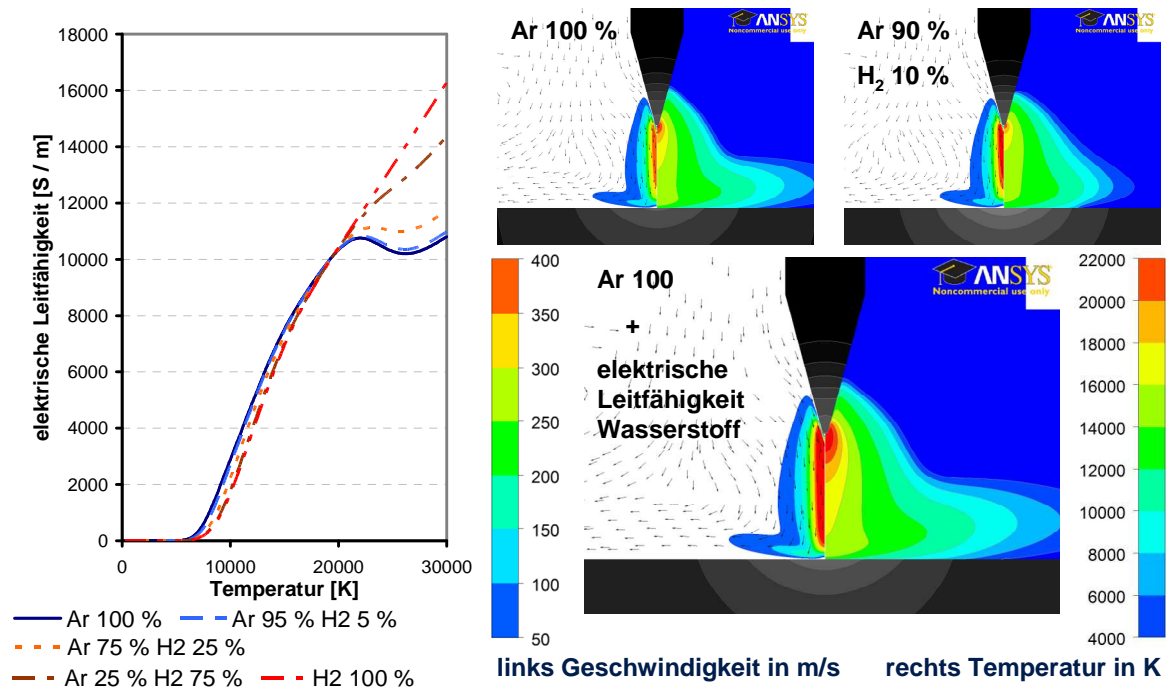 elektrische Leitfähigkeit [S / m]
18000
16000
14000
12000
10000
8000
6000
4000
2000
0
0 10000 20000 30000
Temperatur [K]
Ar 100 % Ar 95 % H2 5 %
Ar 75 % H2 25 %
Ar 25 % H2 75 % H2 100 %
Ar 100 %
ANSYS
Noncommercial use only
Ar 90 %
H2 10 %
ANSYS
Noncommercial use only
400
350
300
250
200
150
100
50
Ar 100
+
elektrische
Leitfähigkeit
Wasserstoff
ANSYS
Noncommercial use only
22000
20000
18000
16000
14000
12000
10000
8000
6000
4000
links Geschwindigkeit in m/s rechts Temperatur in K